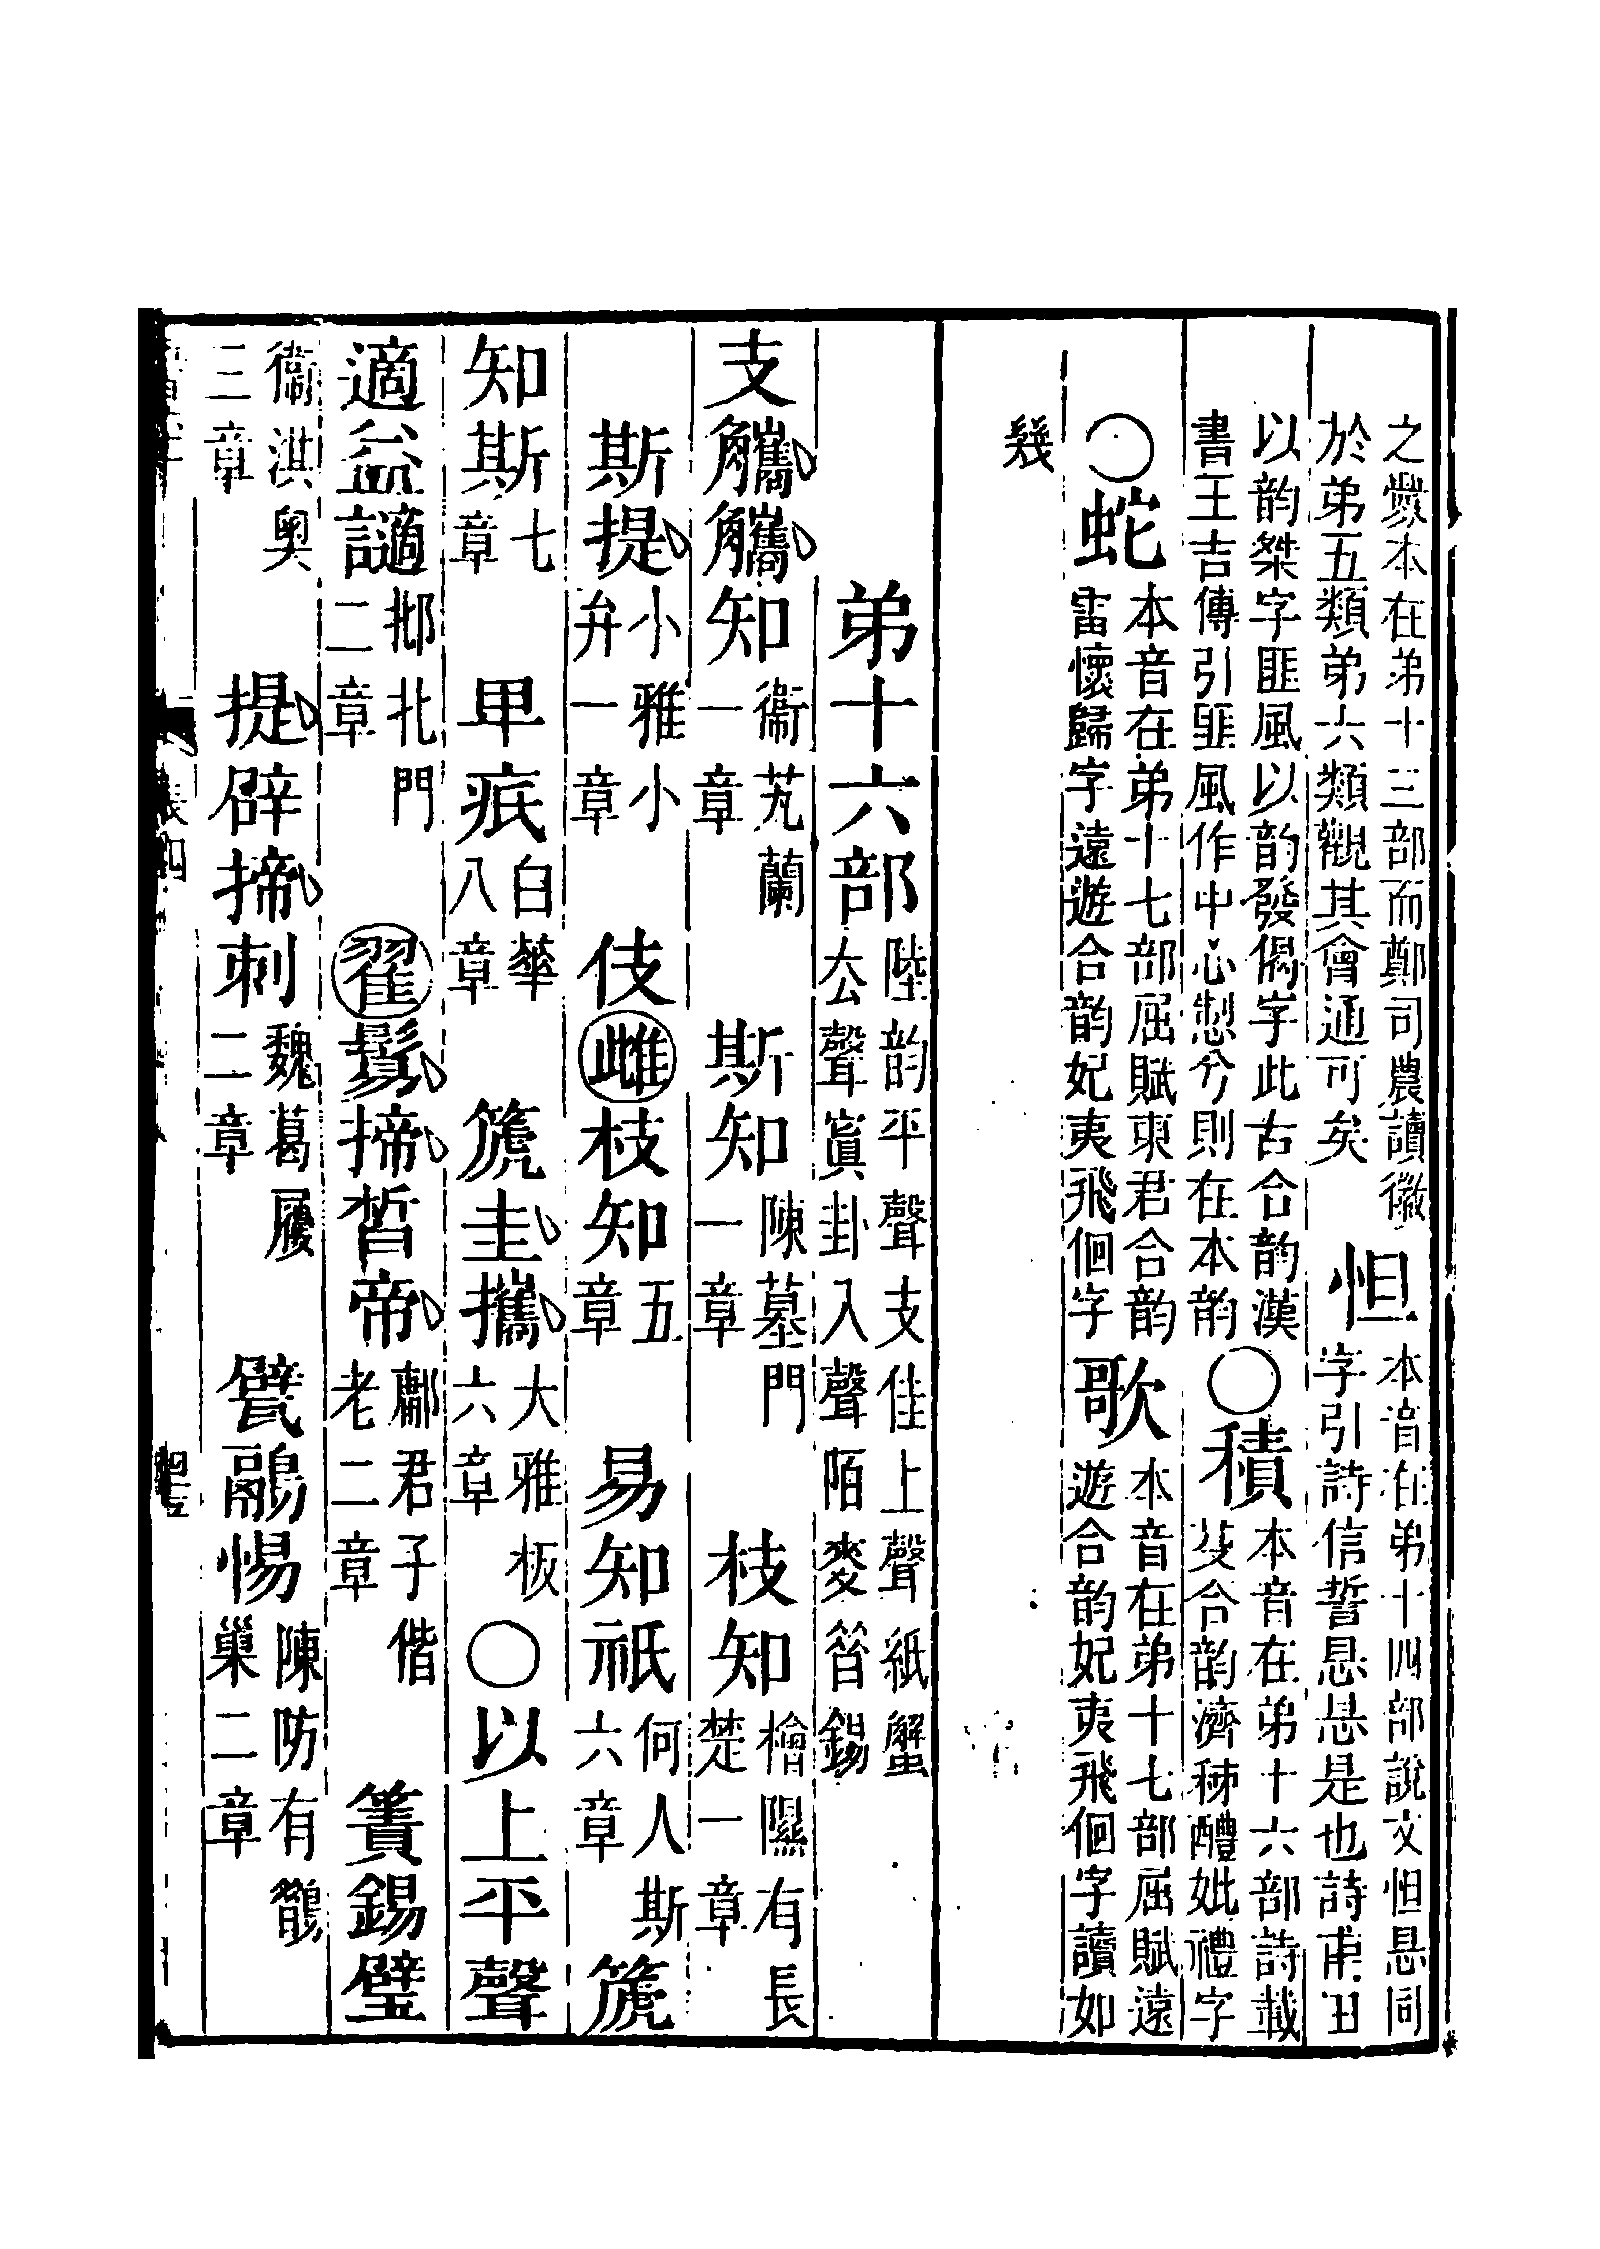 之㸌本在弟十三部而鄭司農讀徽
於弟五類弟六類觀其會通可矣
怛
本音在弟十四部說文怛㤅同
字引詩信誓㤅㤅是也詩甫田
以韵桀字匪風以韵發偈字此古合韵漢
書王吉傳引匪風作中心𢛳兮則在本韵
○積
本音在弟十六部詩載
芟合韵濟秭醴妣禮字
○蛇
本音在弟十七部屈賦東君合韵
雷懷歸字遠遊合韵妃夷飛佪字
歌
本音在弟十七部屈賦遠
遊合韵妃夷飛佪字讀如
幾
弟十六部
陸韵平聲支佳上聲紙蟹
去聲寘卦入聲陌麥昔錫
支觿觿知
衞芄蘭
一章
斯知
陳墓門
一章
枝知
檜隰有長
楚一章
斯提
小雅小
弁一章
伎雌枝知
五
章
易知祇
何人斯
六章
篪
知斯
七
章
卑疧
白華
八章
篪圭攜
大雅板
六章
○以上平聲
適益讁
邶北門
二章
翟鬄揥晳帝
鄘君子偕
老二章
簀錫璧
衞淇奧
三章
提辟揥刺
魏葛屨
二章
甓鷊惕
陳防有鵲
巢二章
表四